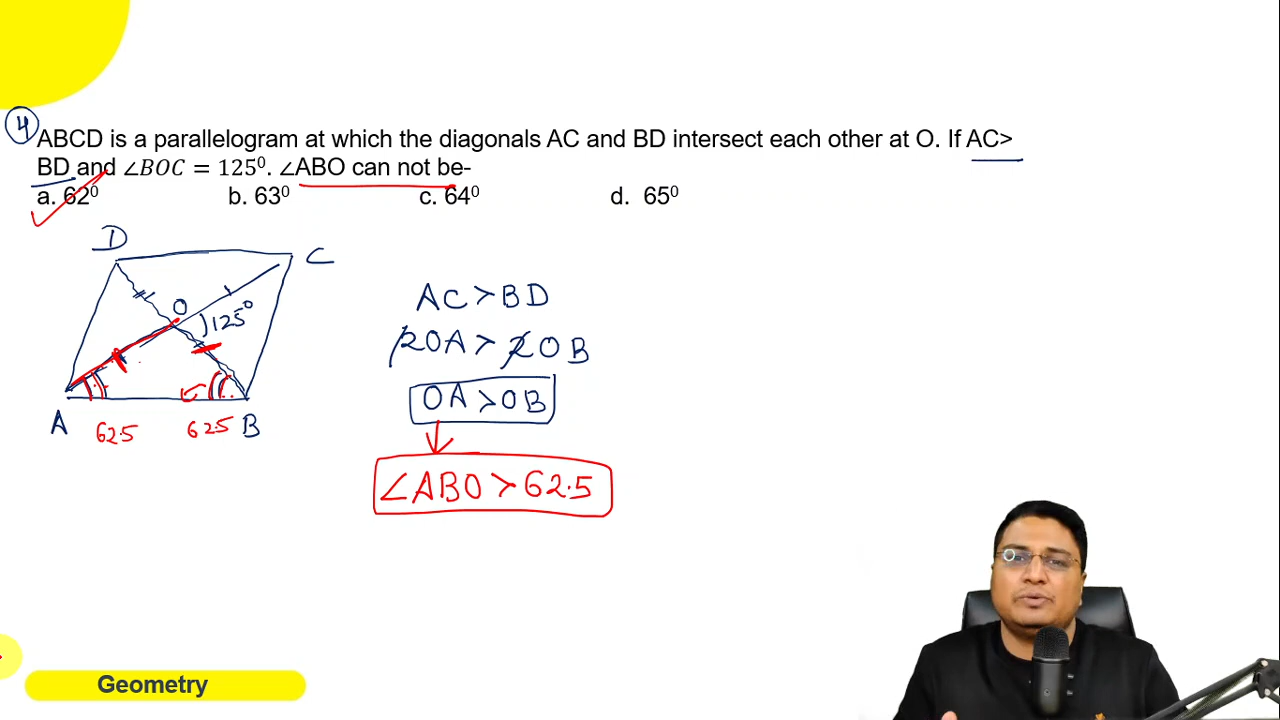 4
ABCD is a parallelogram at which the diagonals AC and BD intersect each other at O. If AC>
BD and ∠BOC = 125⁰. ∠ABO can not be-
a. 62⁰ b. 63⁰ c. 64⁰ d. 65⁰
D
C
O
125°
A
62.5
62.5
B
AC > BD
2OA > 2OB
OA > OB
∠ABO > 62.5
Geometry